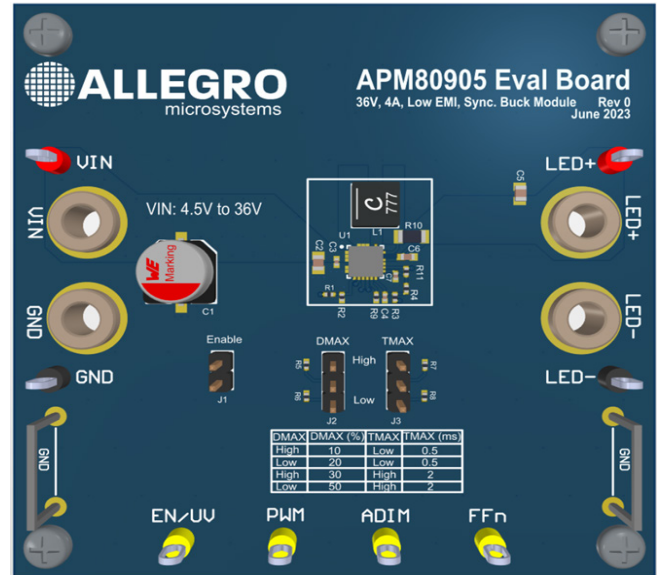 ALLEGRO
microsystems
APM80905 Eval Board
36V, 4A, Low EMI, Sync. Buck Module Rev 0
June 2023
VIN
LED+
VIN
VIN: 4.5V to 36V
C5
LED+
C
777
L1
U1
R10
C2
C3
C6
R11
C7
R4
R1
R2
R9
C4
R3
WE
Marking
C1
GND
LED-
Enable
J1
DMAX
TMAX
High
Low
R5
R6
R7
R8
J2
J3
GND
LED-
DMAX DMAX (%) TMAX TMAX (ms)
High 10 Low 0.5
Low 20 Low 0.5
High 30 High 2
Low 50 High 2
GND
GND
EN/UV
PWM
ADIM
FFn